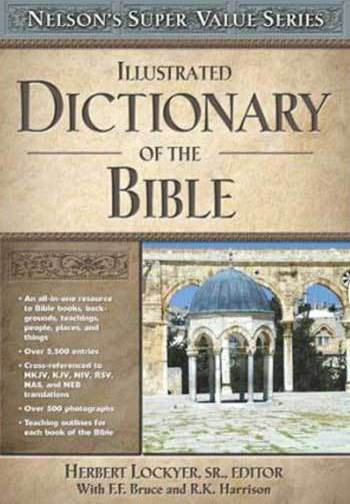 NELSON'S SUPER VALUE SERIES
ILLUSTRATED
DICTIONARY
OF THE
BIBLE
• An all-in-one resource
to Bible books, back-
grounds, teachings,
people, places, and
things
• Over 5,500 entries
• Cross-referenced to
NKJV, KJV, NIV, RSV,
NAS, and NEB
translations
• Over 500 photographs
• Teaching outlines for
each book of the Bible
HERBERT LOCKYER, SR., EDITOR
With F.F. Bruce and R.K. Harrison